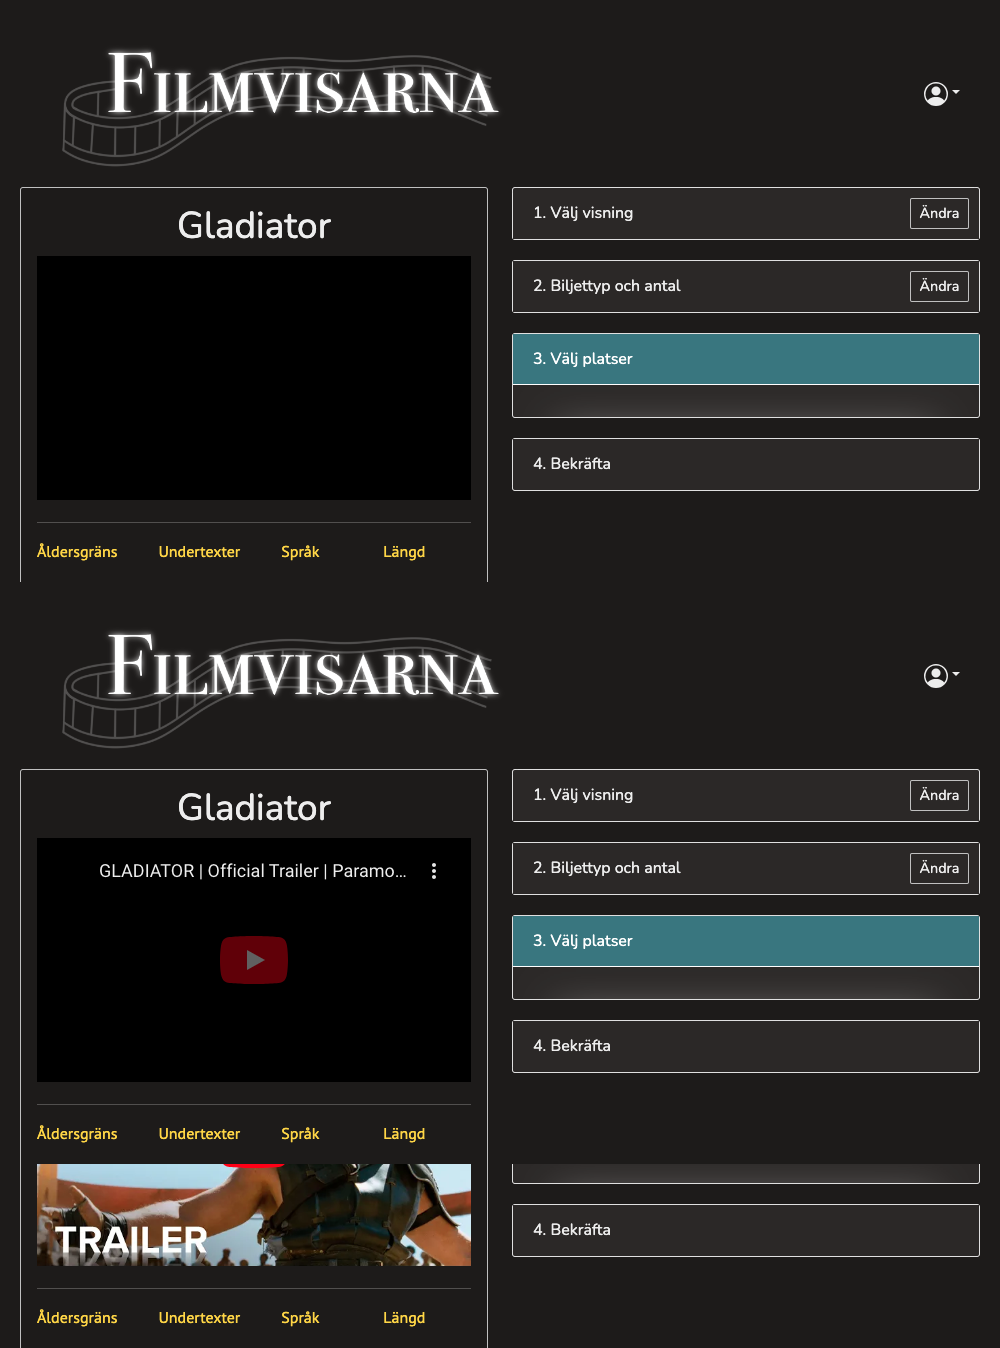 FILMVISARNA
Gladiator
Åldersgräns Undertexter Språk Längd
1. Välj visning Ändra
2. Biljettyp och antal Ändra
3. Välj platser
4. Bekräfta
FILMVISARNA
Gladiator
GLADIATOR | Official Trailer | Paramo...
Åldersgräns Undertexter Språk Längd
1. Välj visning Ändra
2. Biljettyp och antal Ändra
3. Välj platser
4. Bekräfta
TRAILER
Åldersgräns Undertexter Språk Längd
4. Bekräfta